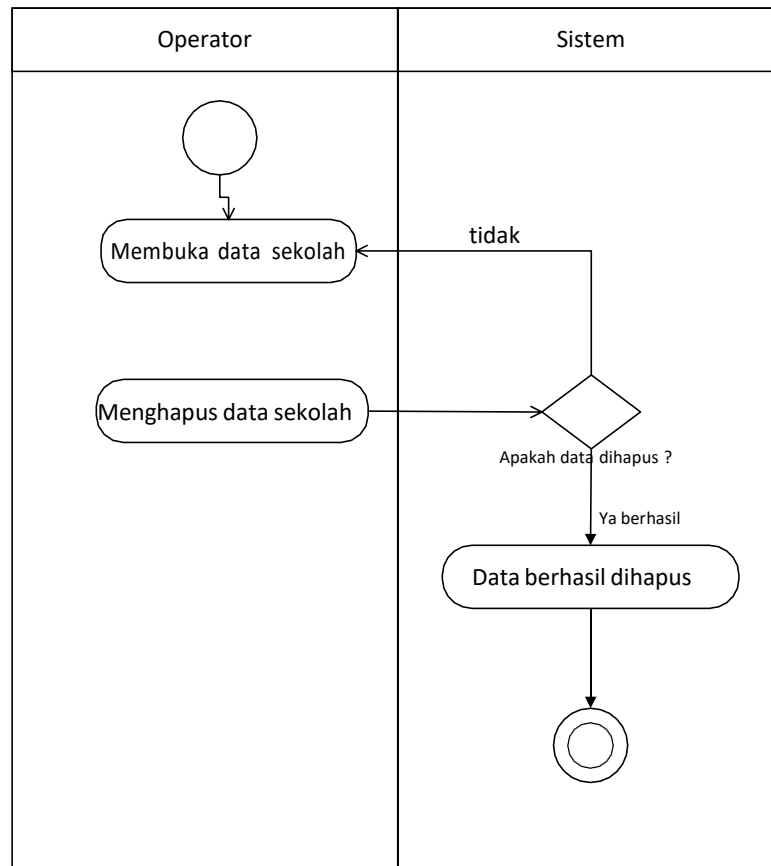 Operator
Sistem
tidak
Membuka data sekolah
Menghapus data sekolah
Apakah data dihapus ?
Ya berhasil
Data berhasil dihapus